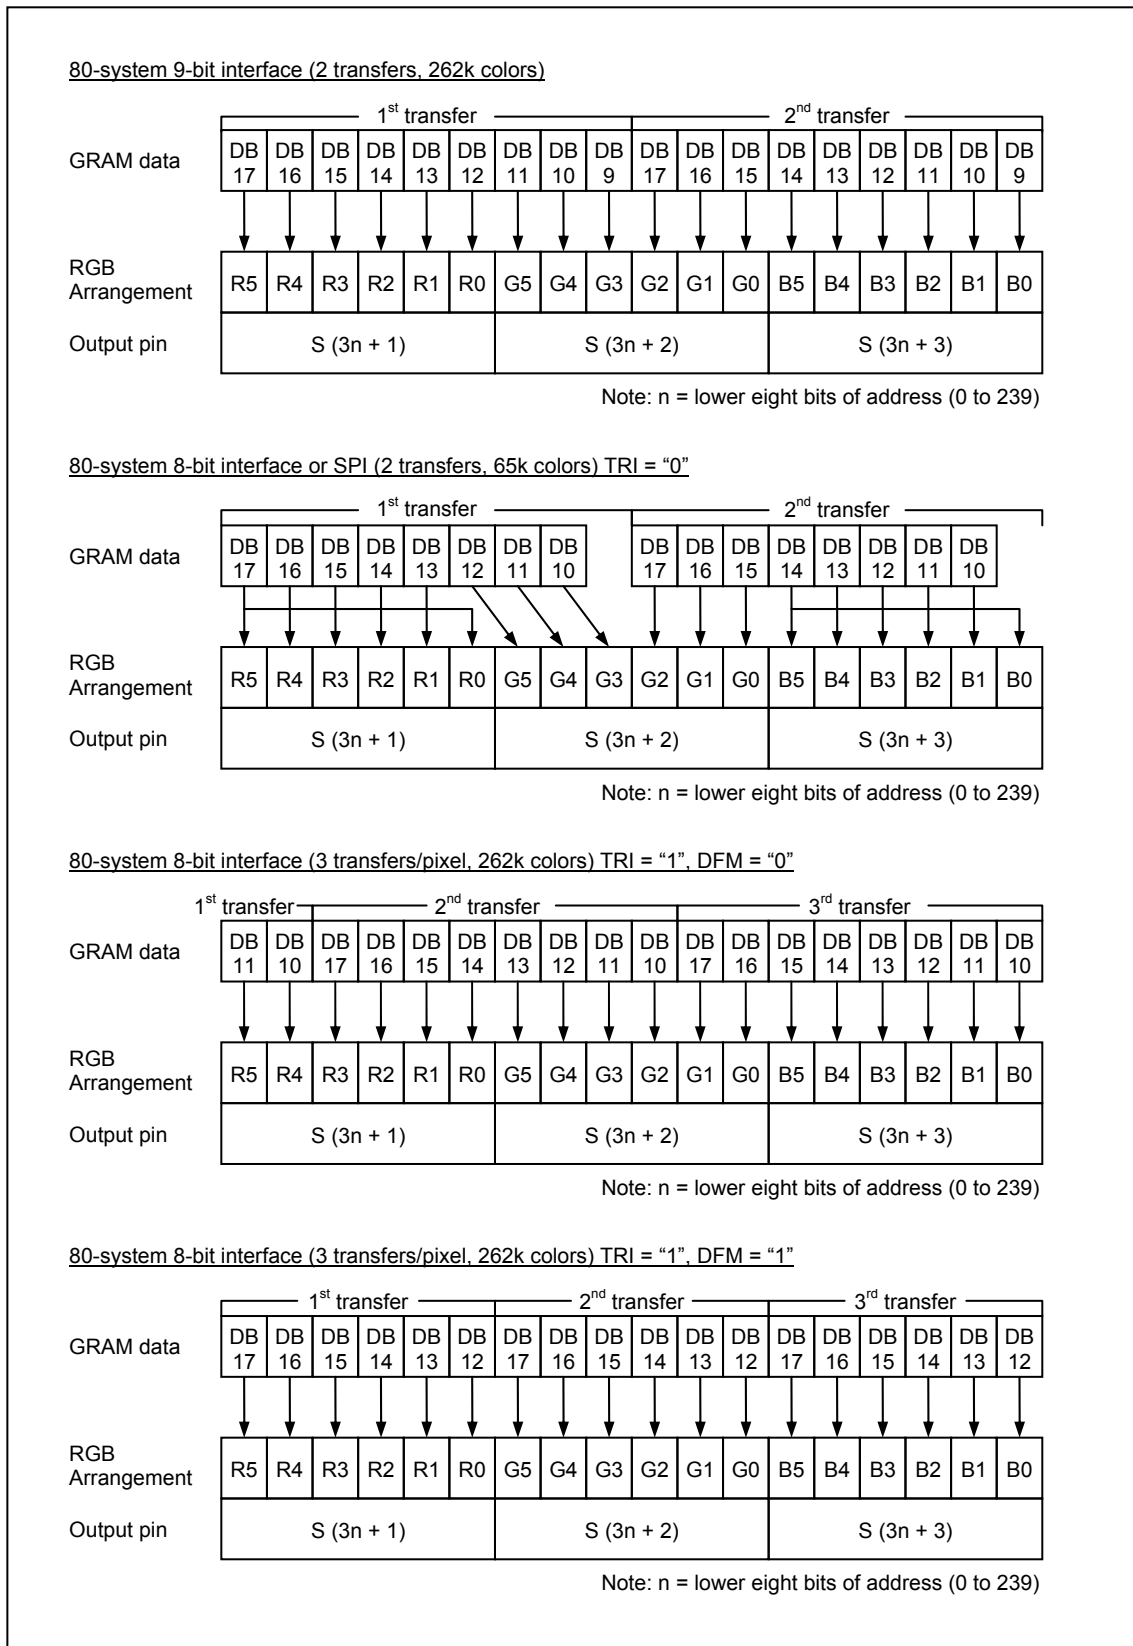 80-system 9-bit interface (2 transfers, 262k colors)
1st transfer 2nd transfer
GRAM data DB 17 DB 16 DB 15 DB 14 DB 13 DB 12 DB 11 DB 10 DB 9 DB 17 DB 16 DB 15 DB 14 DB 13 DB 12 DB 11 DB 10 DB 9
RGB Arrangement R5 R4 R3 R2 R1 R0 G5 G4 G3 G2 G1 G0 B5 B4 B3 B2 B1 B0
Output pin S (3n + 1) S (3n + 2) S (3n + 3)
Note: n = lower eight bits of address (0 to 239)
80-system 8-bit interface or SPI (2 transfers, 65k colors) TRI = “0”
1st transfer 2nd transfer
GRAM data DB 17 DB 16 DB 15 DB 14 DB 13 DB 12 DB 11 DB 10 DB 17 DB 16 DB 15 DB 14 DB 13 DB 12 DB 11 DB 10
RGB Arrangement R5 R4 R3 R2 R1 R0 G5 G4 G3 G2 G1 G0 B5 B4 B3 B2 B1 B0
Output pin S (3n + 1) S (3n + 2) S (3n + 3)
Note: n = lower eight bits of address (0 to 239)
80-system 8-bit interface (3 transfers/pixel, 262k colors) TRI = “1”, DFM = “0”
1st transfer 2nd transfer 3rd transfer
GRAM data DB 11 DB 10 DB 17 DB 16 DB 15 DB 14 DB 13 DB 12 DB 11 DB 10 DB 17 DB 16 DB 15 DB 14 DB 13 DB 12 DB 11 DB 10
RGB Arrangement R5 R4 R3 R2 R1 R0 G5 G4 G3 G2 G1 G0 B5 B4 B3 B2 B1 B0
Output pin S (3n + 1) S (3n + 2) S (3n + 3)
Note: n = lower eight bits of address (0 to 239)
80-system 8-bit interface (3 transfers/pixel, 262k colors) TRI = “1”, DFM = “1”
1st transfer 2nd transfer 3rd transfer
GRAM data DB 17 DB 16 DB 15 DB 14 DB 13 DB 12 DB 17 DB 16 DB 15 DB 14 DB 13 DB 12 DB 17 DB 16 DB 15 DB 14 DB 13 DB 12
RGB Arrangement R5 R4 R3 R2 R1 R0 G5 G4 G3 G2 G1 G0 B5 B4 B3 B2 B1 B0
Output pin S (3n + 1) S (3n + 2) S (3n + 3)
Note: n = lower eight bits of address (0 to 239)